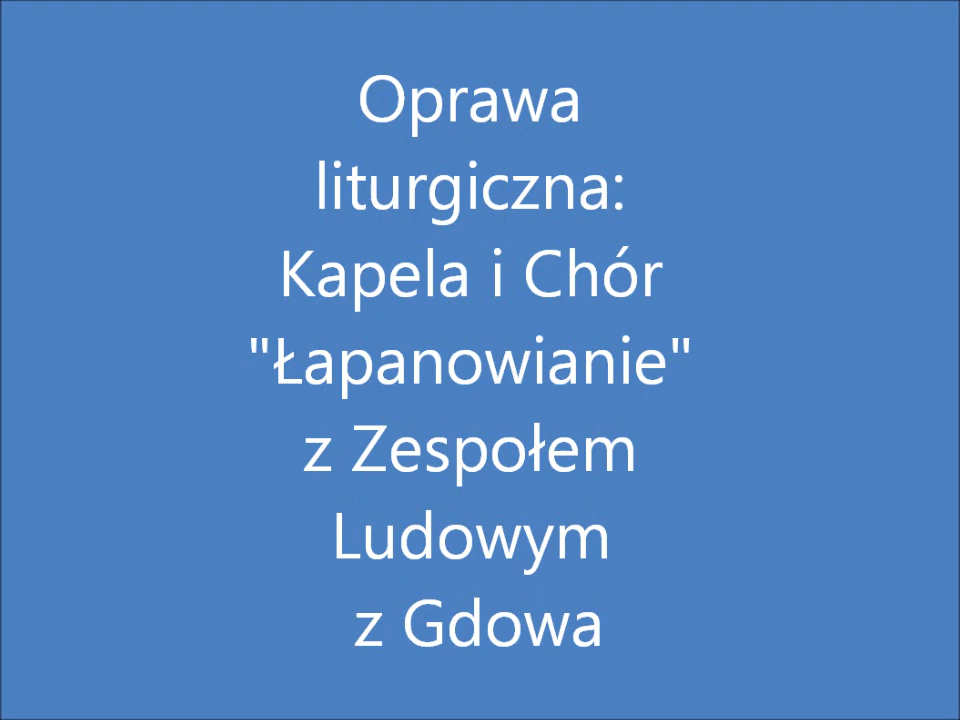 Oprawa
liturgiczna:
Kapela i Chór
"Łapanowianie"
z Zespołem
Ludowym
z Gdowa